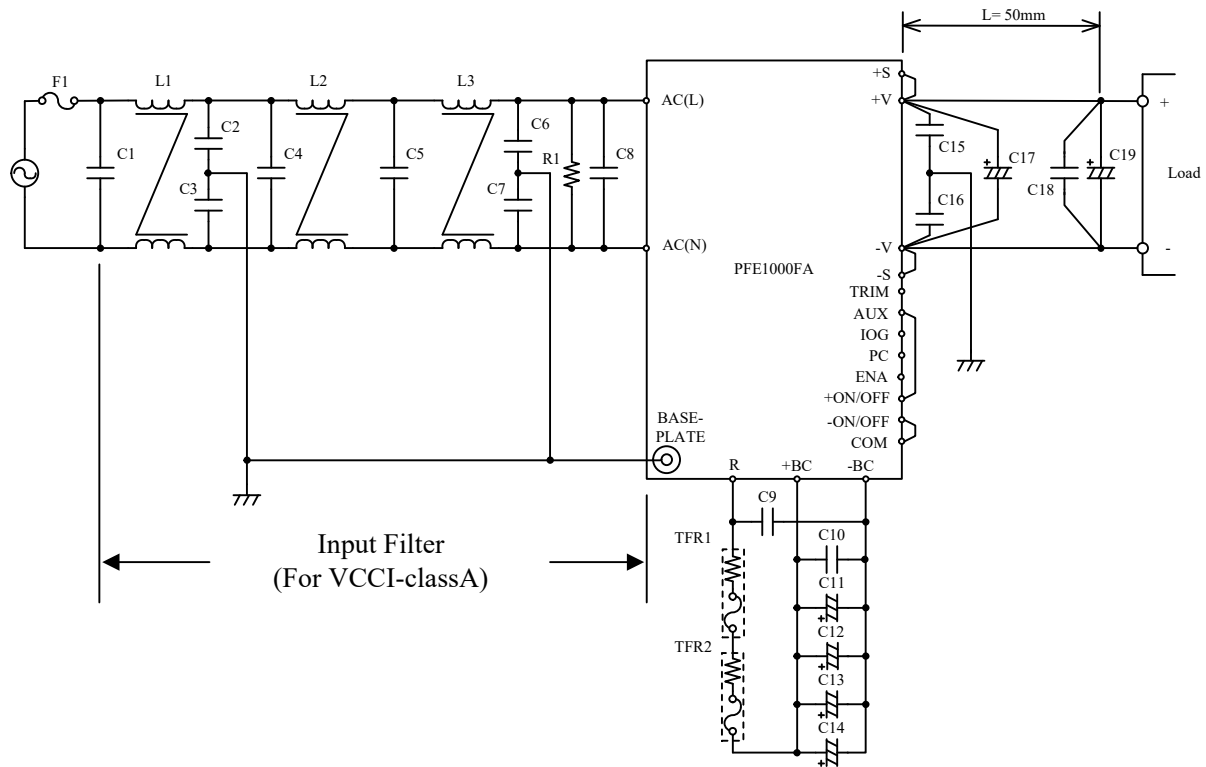 L= 50mm
F1
L1
L2
L3
+S
+V
AC(L)
C1
C2
C3
C4
C5
C6
C7
R1
C8
C15
C16
C17
C18
C19
+
-
Load
AC(N)
PFE1000FA
-V
-S
TRIM
AUX
IOG
PC
ENA
+ON/OFF
-ON/OFF
COM
BASE-
PLATE
R
+BC
-BC
C9
TFR1
C10
C11
C12
TFR2
C13
C14
+
+
+
+
+
+
Input Filter
(For VCCI-classA)